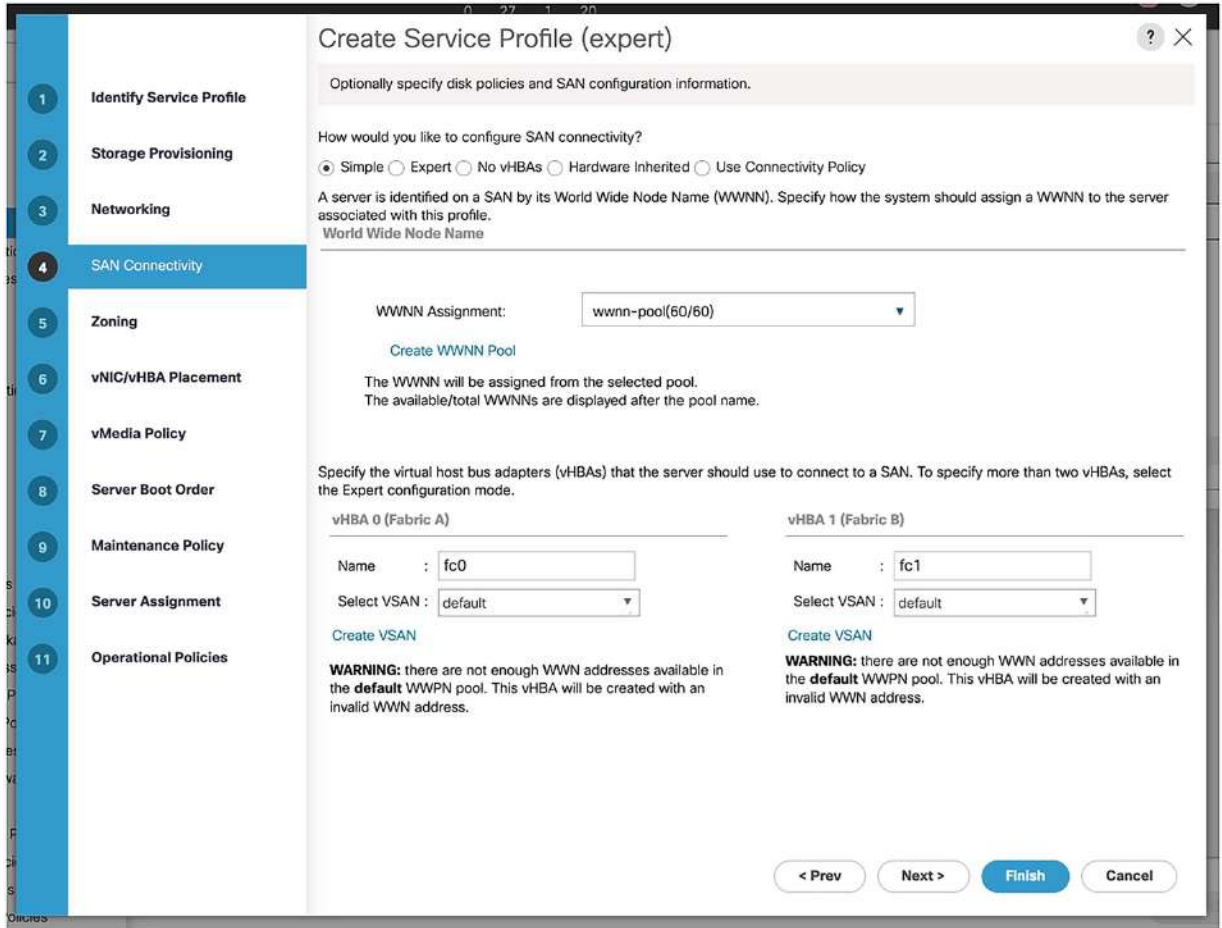 0 27 1 20
Create Service Profile (expert)
?
Optionally specify disk policies and SAN configuration information.
1 Identify Service Profile
2 Storage Provisioning
3 Networking
4 SAN Connectivity
5 Zoning
6 vNIC/vHBA Placement
7 vMedia Policy
8 Server Boot Order
9 Maintenance Policy
10 Server Assignment
11 Operational Policies
How would you like to configure SAN connectivity?
Simple Expert No vHBAs Hardware Inherited Use Connectivity Policy
A server is identified on a SAN by its World Wide Node Name (WWNN). Specify how the system should assign a WWNN to the server
associated with this profile.
World Wide Node Name
WWNN Assignment: wwnn-pool(60/60)
Create WWNN Pool
The WWNN will be assigned from the selected pool.
The available/total WWNNs are displayed after the pool name.
Specify the virtual host bus adapters (vHBAs) that the server should use to connect to a SAN. To specify more than two vHBAs, select
the Expert configuration mode.
vHBA 0 (Fabric A)
Name : fc0
Select VSAN : default
Create VSAN
WARNING: there are not enough WWN addresses available in
the default WWPN pool. This vHBA will be created with an
invalid WWN address.
vHBA 1 (Fabric B)
Name : fc1
Select VSAN : default
Create VSAN
WARNING: there are not enough WWN addresses available in
the default WWPN pool. This vHBA will be created with an
invalid WWN address.
< Prev Next > Finish Cancel